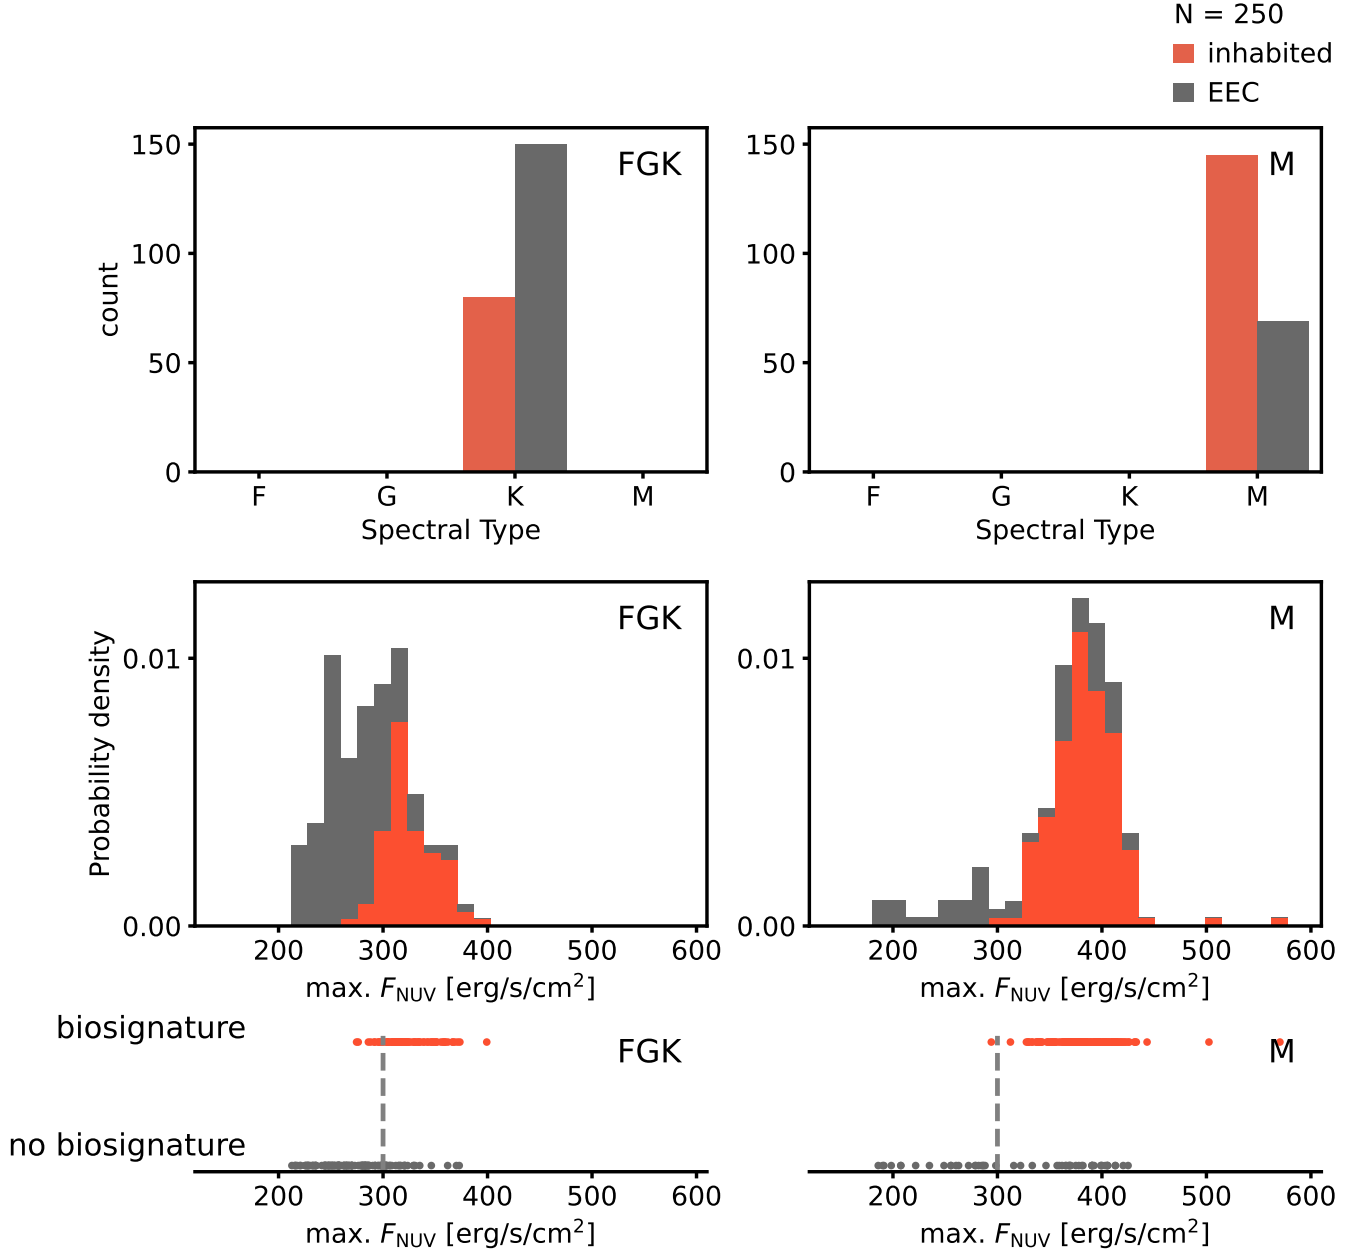 N = 250
inhabited
EEC
FGK
150
100
50
0
count
F G K M
Spectral Type
M
150
100
50
0
F G K M
Spectral Type
FGK
0.01
0.00
Probability density
200 300 400 500 600
max. F_NUV [erg/s/cm²]
M
0.01
0.00
200 300 400 500 600
max. F_NUV [erg/s/cm²]
biosignature
FGK
no biosignature
200 300 400 500 600
max. F_NUV [erg/s/cm²]
M
200 300 400 500 600
max. F_NUV [erg/s/cm²]